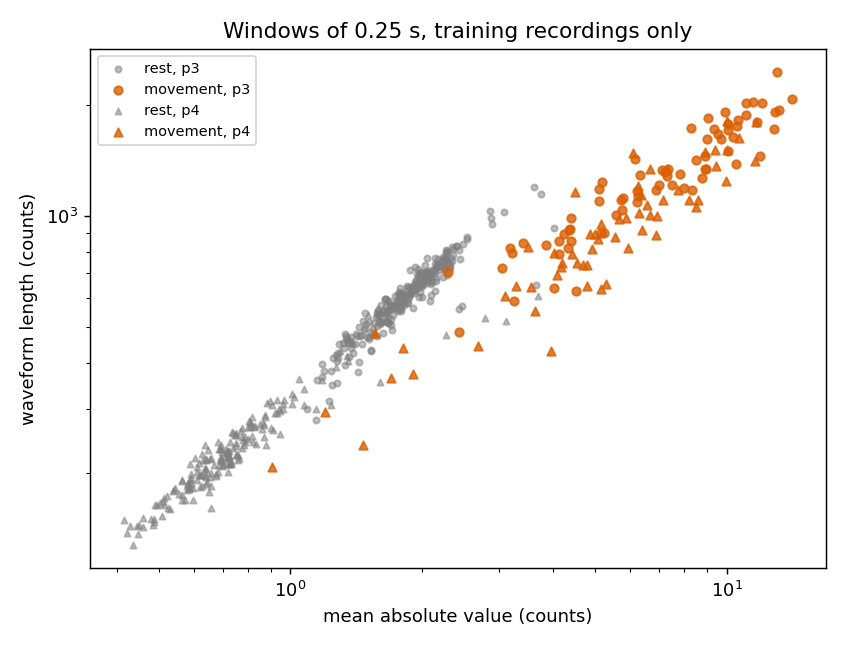 Windows of 0.25 s, training recordings only
rest, p3
movement, p3
rest, p4
movement, p4
10³
waveform length (counts)
10⁰
10¹
mean absolute value (counts)